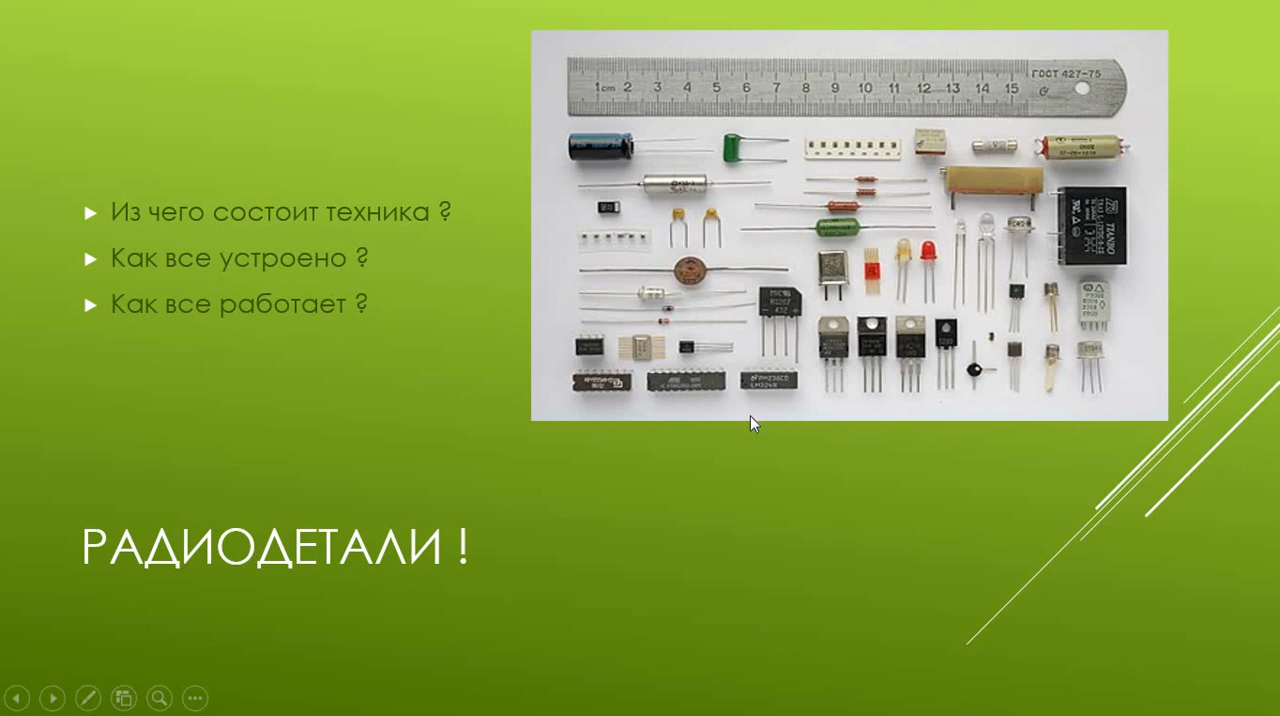 Из чего состоит техника ?
Как все устроено ?
Как все работает ?
РАДИОДЕТАЛИ !
ГОСТ 427-75
1cm 2 3 4 5 6 7 8 9 10 11 12 13 14 15